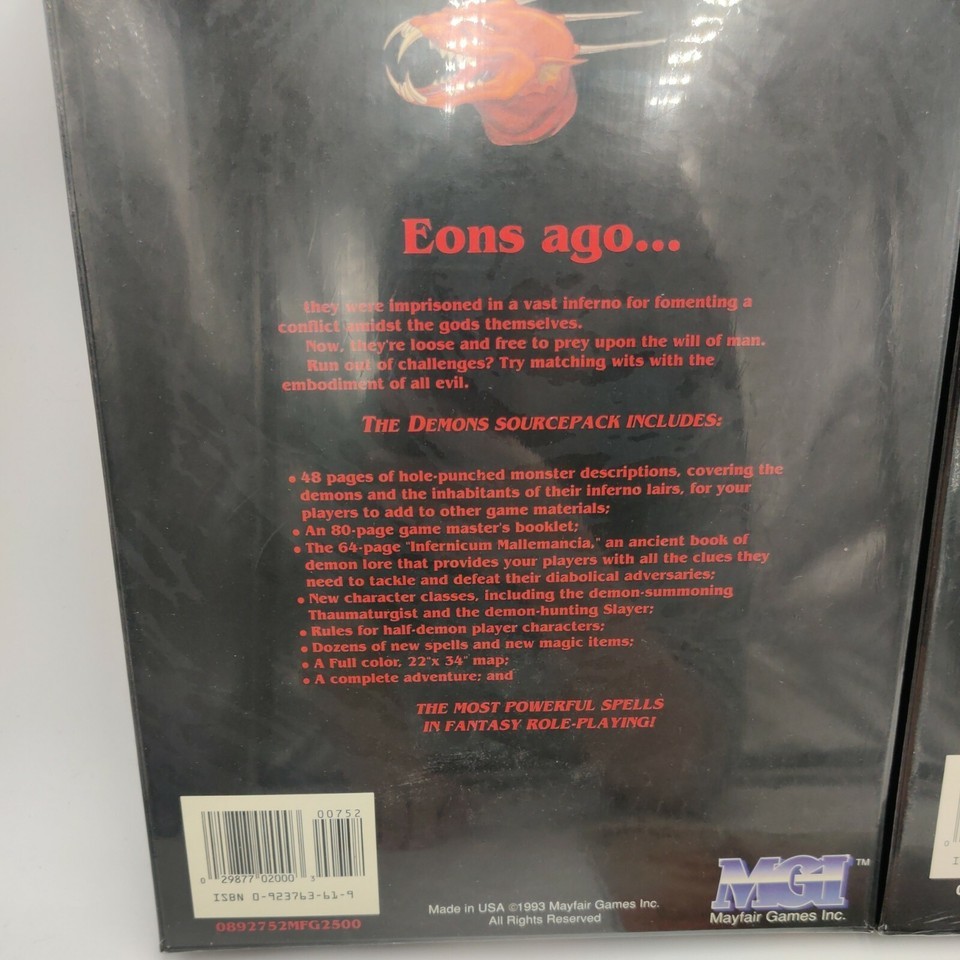 Eons ago...
they were imprisoned in a vast inferno for fomenting a
conflict amidst the gods themselves.
Now, they're loose and free to prey upon the will of man.
Run out of challenges? Try matching wits with the
embodiment of all evil.
THE DEMONS SOURCEPACK INCLUDES:
• 48 pages of hole-punched monster descriptions, covering the
demons and the inhabitants of their inferno lairs, for your
players to add to other game materials;
• An 80-page game master's booklet;
• The 64-page "Infernicum Mallemancia," an ancient book of
demon lore that provides your players with all the clues they
need to tackle and defeat their diabolical adversaries;
• New character classes, including the demon-summoning
Thaumaturgist and the demon-hunting Slayer;
• Rules for half-demon player characters;
• Dozens of new spells and new magic items;
• A Full color, 22"x 34" map;
• A complete adventure; and
THE MOST POWERFUL SPELLS
IN FANTASY ROLE-PLAYING!
00752
0 29877 02000 3
ISBN 0-923763-61-9
0892752MFG2500
Made in USA ©1993 Mayfair Games Inc.
All Rights Reserved
MGI™
Mayfair Games Inc.